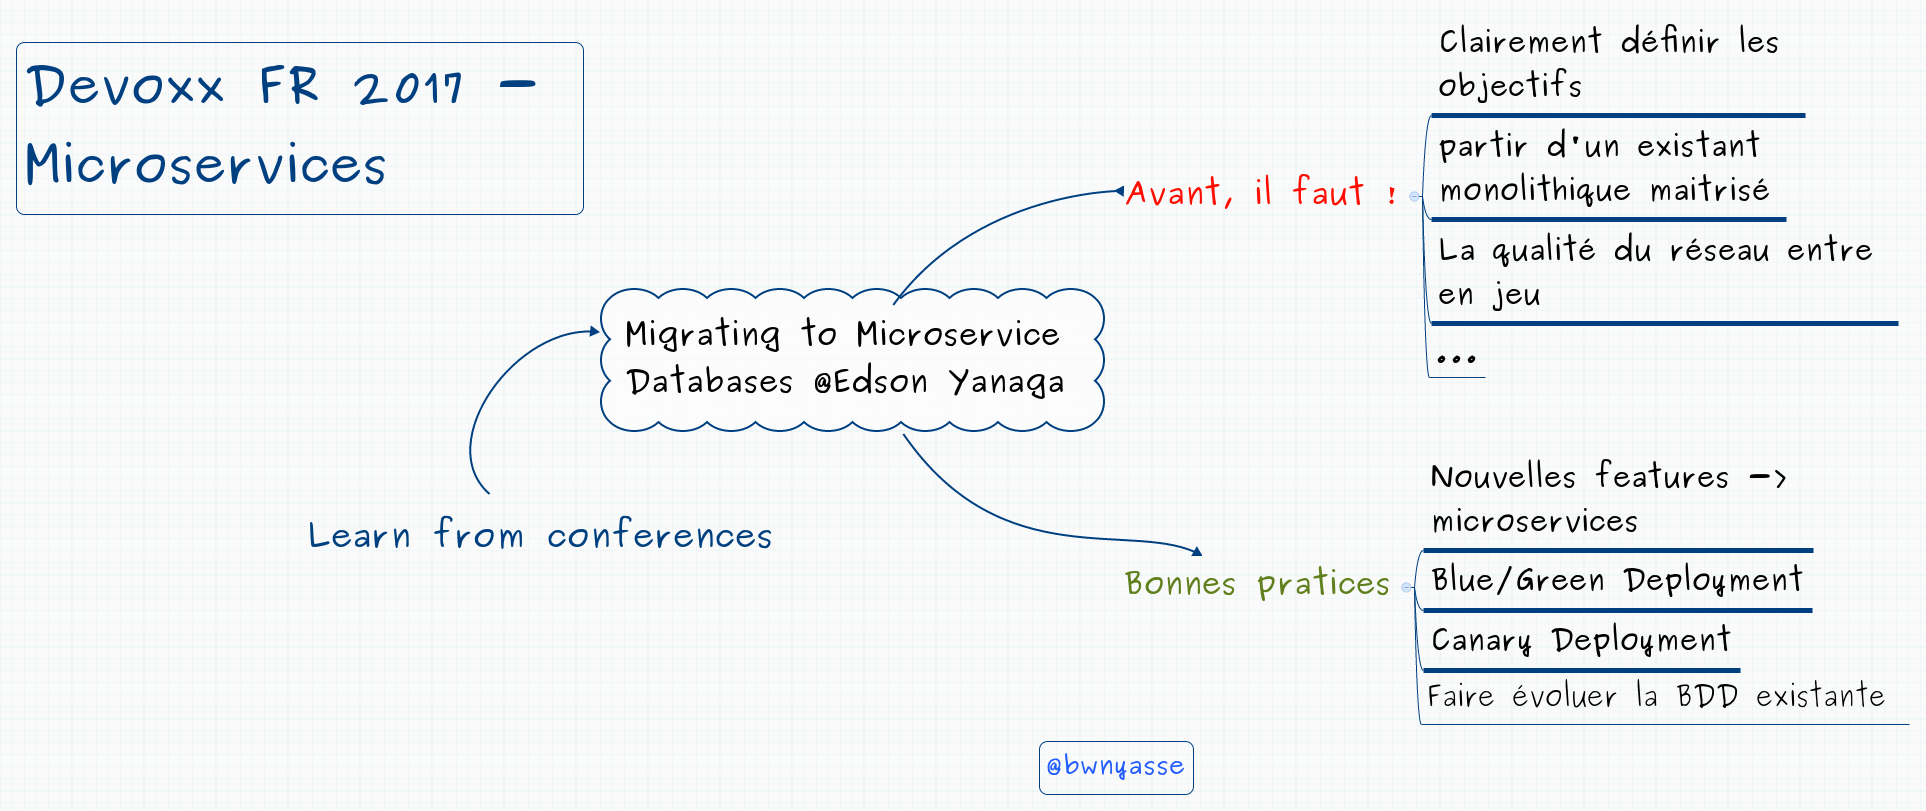 Devoxx FR 2017 -
Microservices
Clairement définir les
objectifs
partir d'un existant
monolithique maitrisé
La qualité du réseau entre
en jeu
...
Avant, il faut !
Migrating to Microservice
Databases @Edson Yanaga
Learn from conferences
Bonnes pratices
Nouvelles features ->
microservices
Blue/Green Deployment
Canary Deployment
Faire évoluer la BDD existante
@bwnyasse